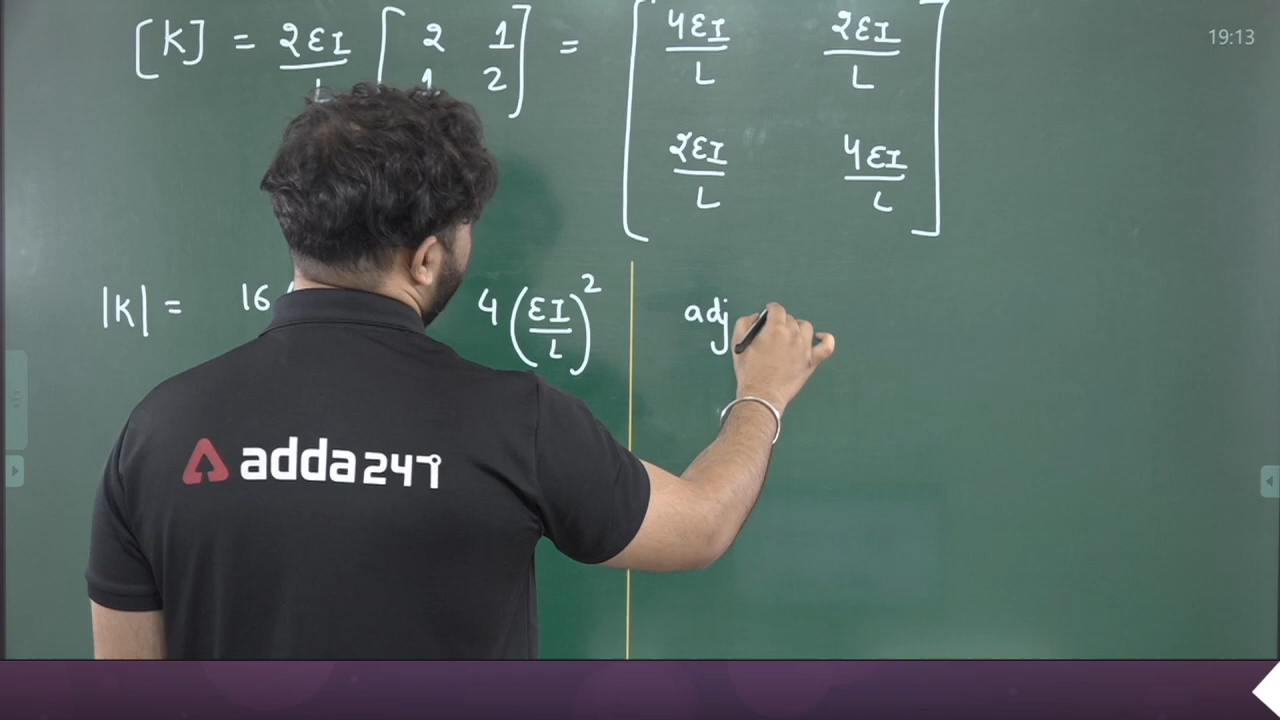 [K] = 2EI/L [2 1 = [4EI/L 2EI/L
1 2] 2EI/L 4EI/L]
|K| = 16 4(EI/L)² adj
adda247
19:13